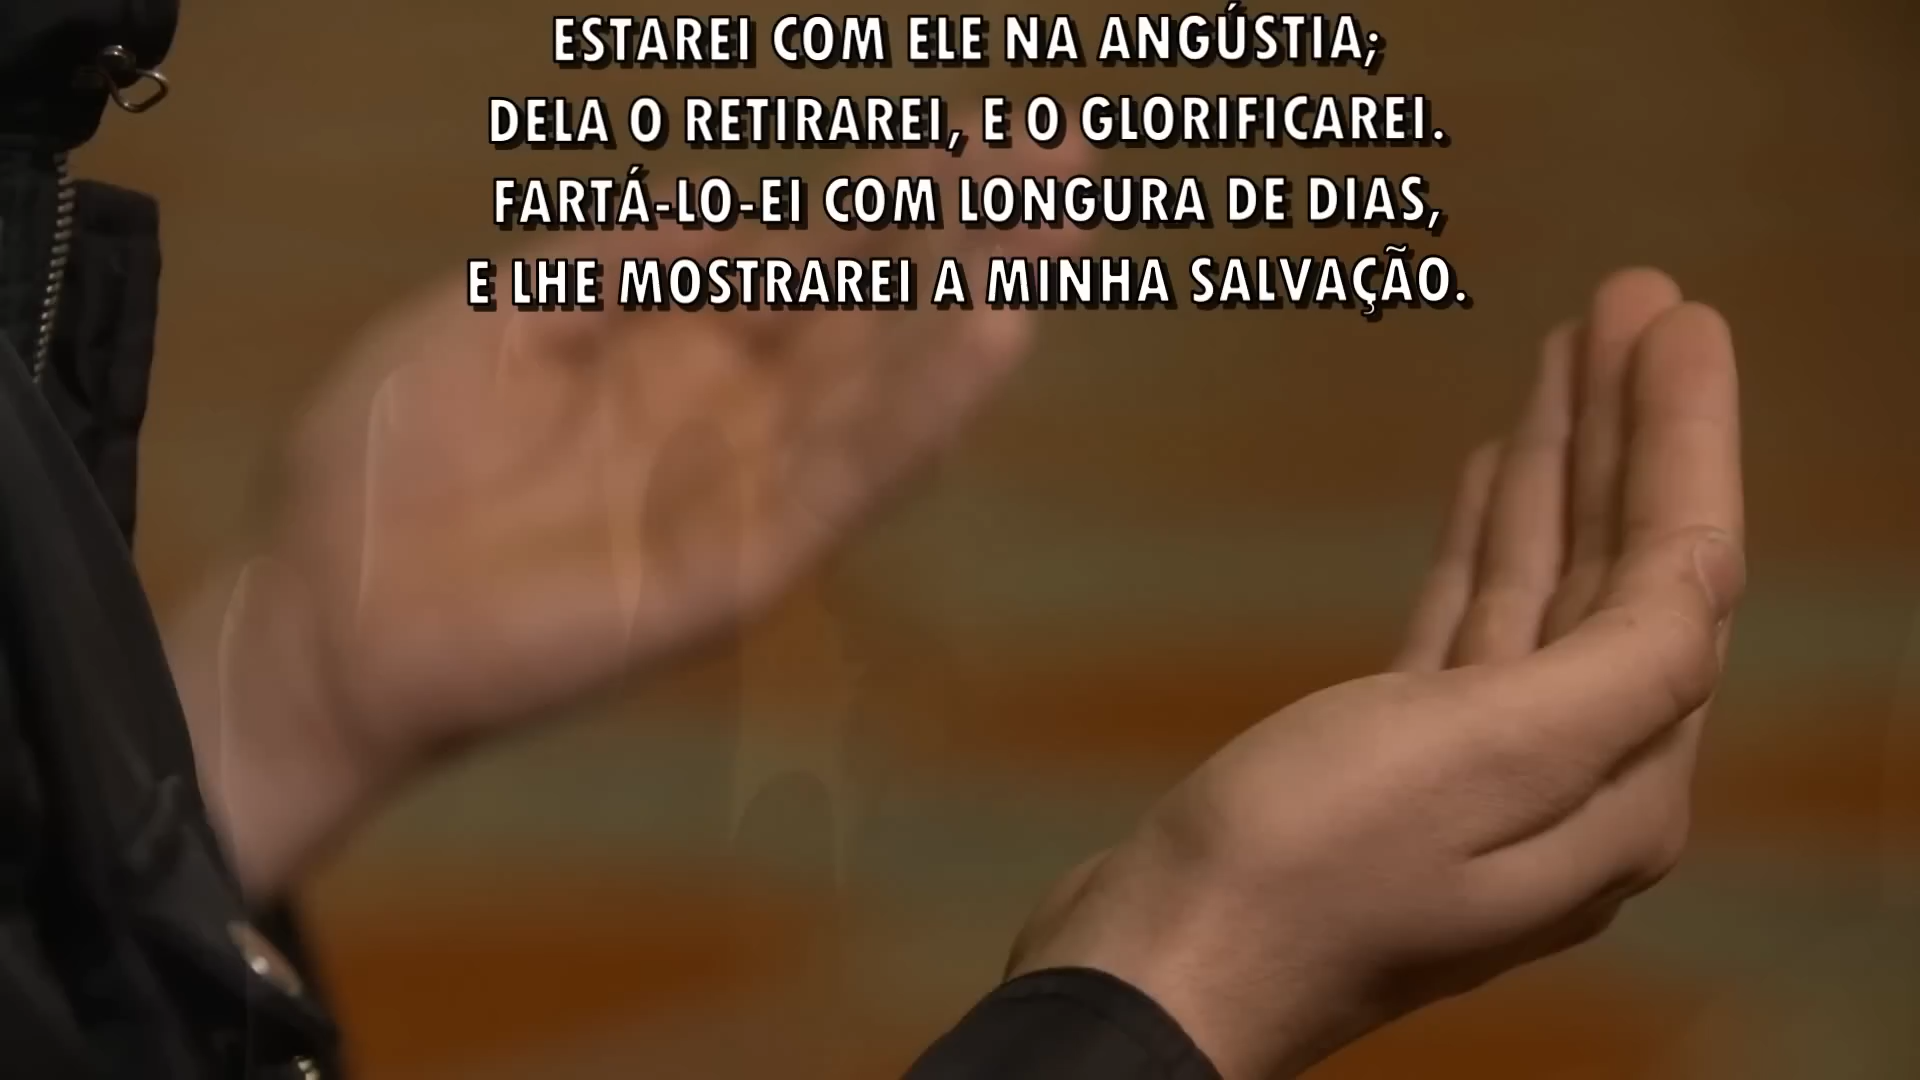 ESTAREI COM ELE NA ANGÚSTIA;
DELA O RETIRAREI, E O GLORIFICAREI.
FARTÁ-LO-EI COM LONGURA DE DIAS,
E LHE MOSTRAREI A MINHA SALVAÇÃO.